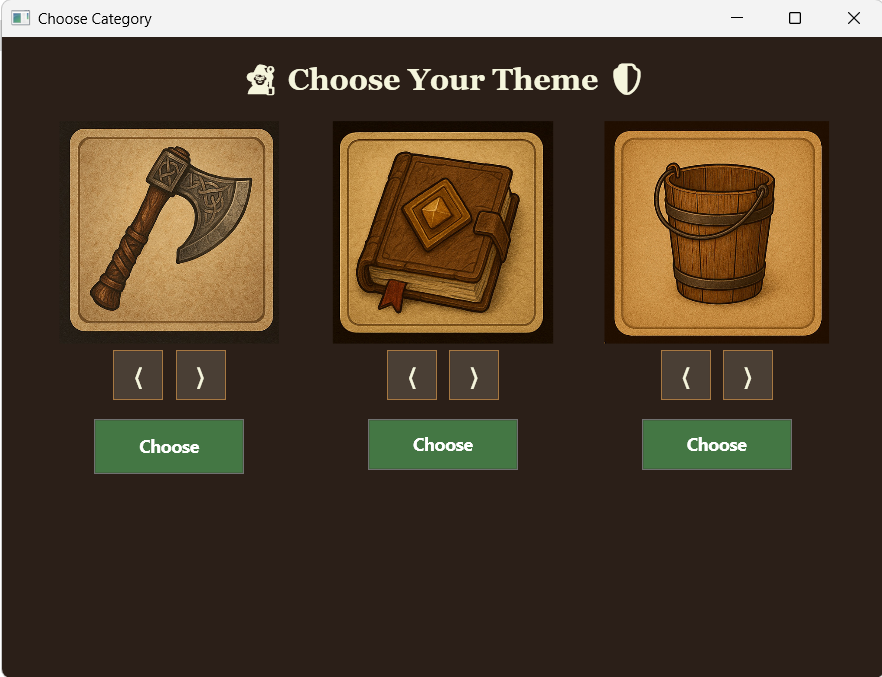 Choose Category
🧙 Choose Your Theme 🛡
⟨ ⟩ ⟨ ⟩ ⟨ ⟩
Choose Choose Choose